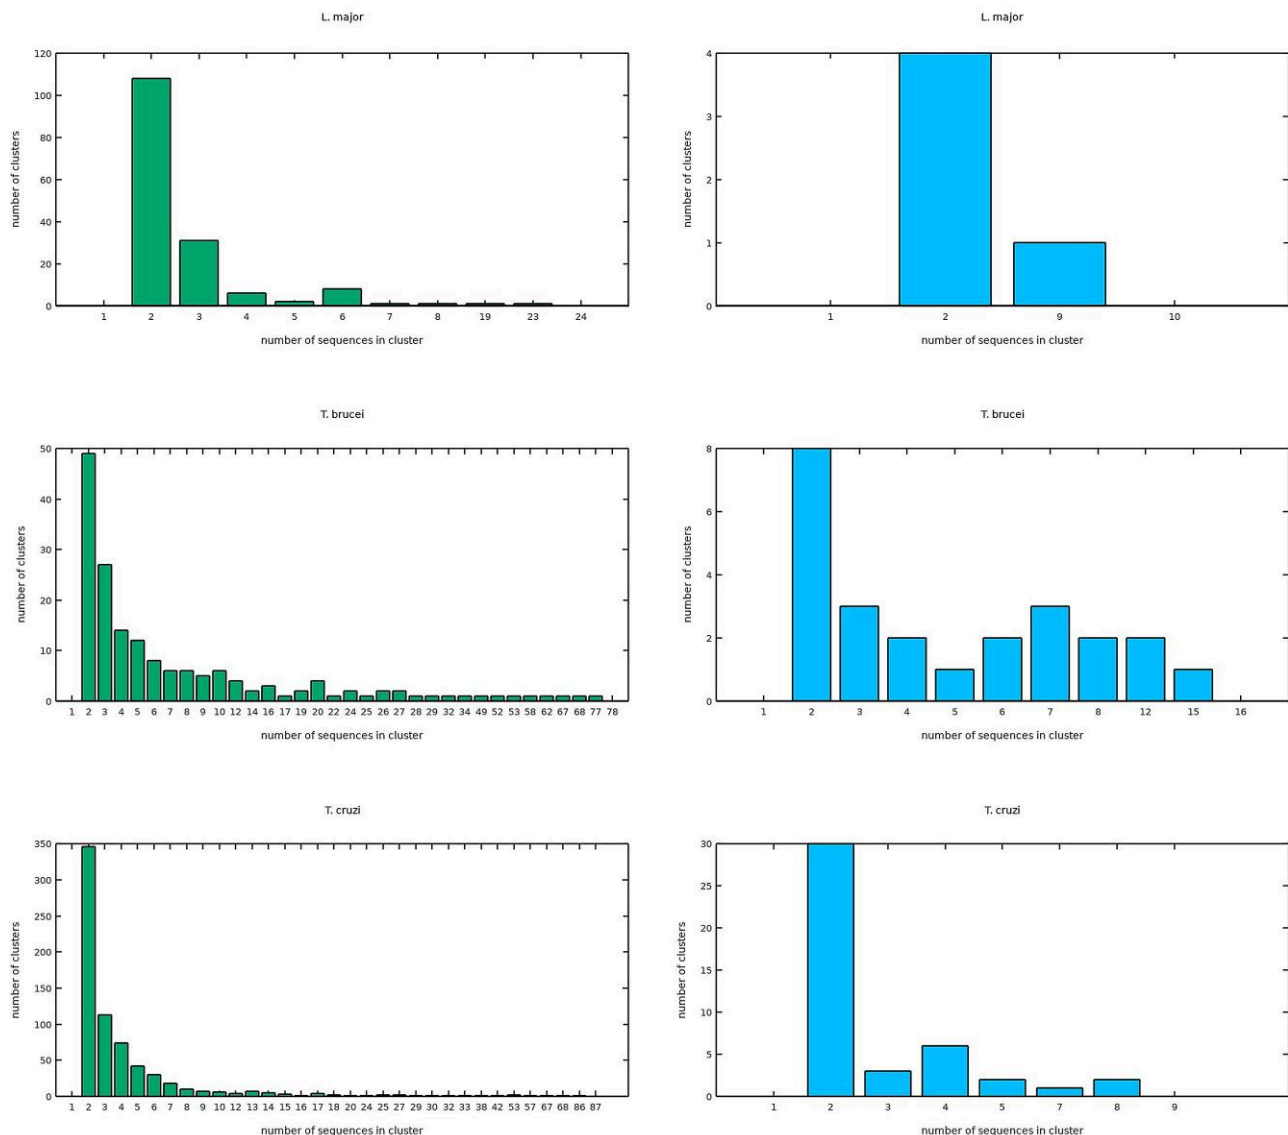 L. major
120
100
80
60
40
20
0
number of clusters
1 2 3 4 5 6 7 8 19 23 24
number of sequences in cluster
L. major
4
3
2
1
0
number of clusters
1 2 9 10
number of sequences in cluster
T. brucei
50
40
30
20
10
0
number of clusters
1 2 3 4 5 6 7 8 9 10 12 14 16 17 19 20 22 24 25 26 27 28 29 32 34 49 52 53 58 62 67 68 77 78
number of sequences in cluster
T. brucei
8
6
4
2
0
number of clusters
1 2 3 4 5 6 7 8 12 15 16
number of sequences in cluster
T. cruzi
350
300
250
200
150
100
50
0
number of clusters
1 2 3 4 5 6 7 8 9 10 12 13 14 15 16 17 18 20 24 25 27 29 30 31 32 33 38 42 53 57 67 68 86 87
number of sequences in cluster
T. cruzi
30
25
20
15
10
5
0
number of clusters
1 2 3 4 5 7 8 9
number of sequences in cluster